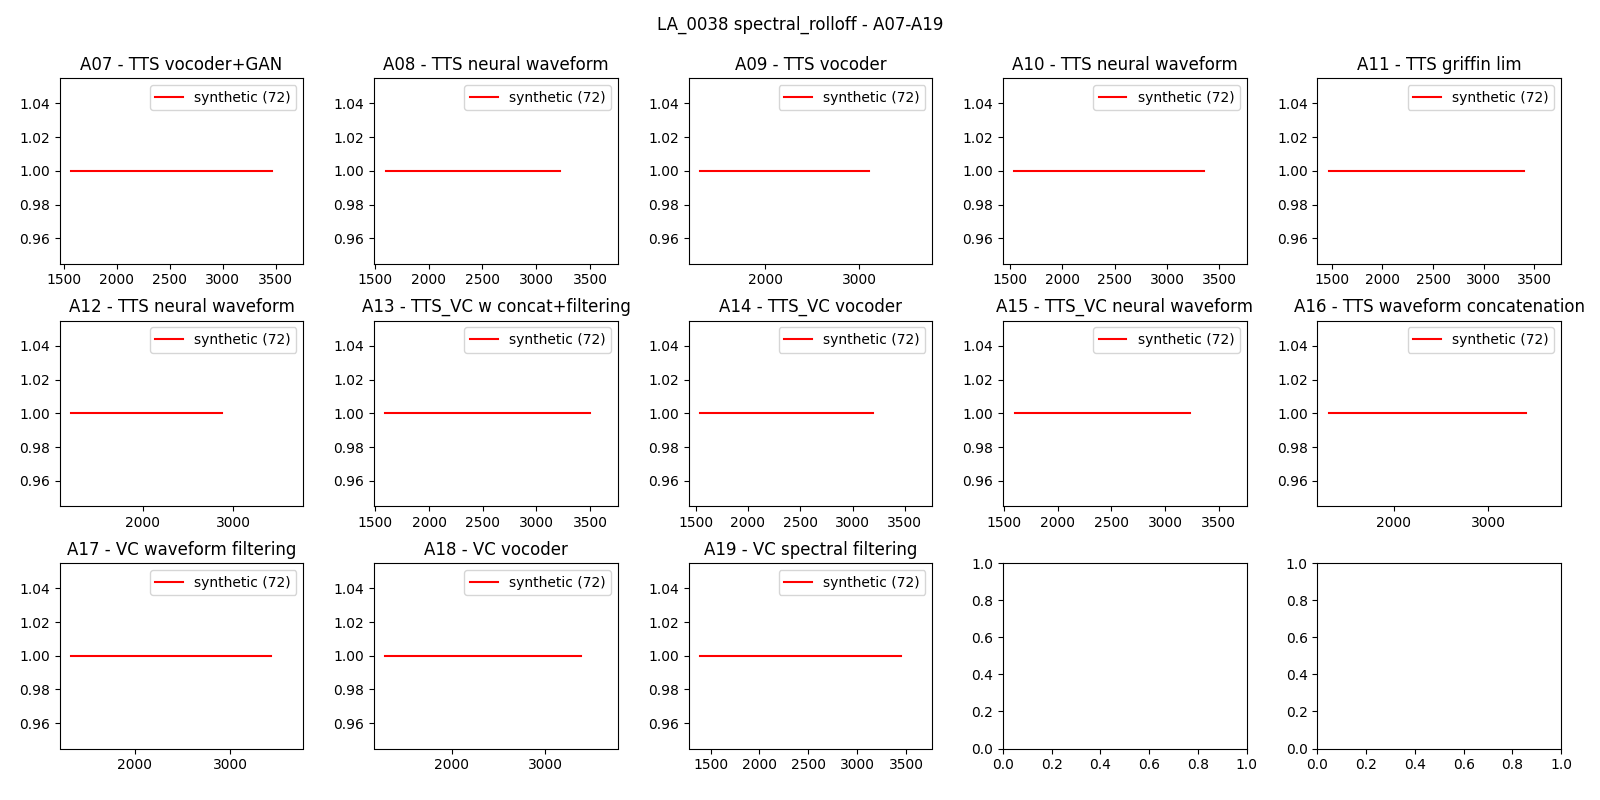 LA_0038 spectral_rolloff - A07-A19
A07 - TTS vocoder+GAN
A08 - TTS neural waveform
A09 - TTS vocoder
A10 - TTS neural waveform
A11 - TTS griffin lim
synthetic (72)
synthetic (72)
synthetic (72)
synthetic (72)
synthetic (72)
1.04 1.04 1.04 1.04 1.04
1.02 1.02 1.02 1.02 1.02
1.00 1.00 1.00 1.00 1.00
0.98 0.98 0.98 0.98 0.98
0.96 0.96 0.96 0.96 0.96
1500 2000 2500 3000 3500
1500 2000 2500 3000 3500
2000 3000
1500 2000 2500 3000 3500
1500 2000 2500 3000 3500
A12 - TTS neural waveform
A13 - TTS_VC w concat+filtering
A14 - TTS_VC vocoder
A15 - TTS_VC neural waveform
A16 - TTS waveform concatenation
synthetic (72)
synthetic (72)
synthetic (72)
synthetic (72)
synthetic (72)
1.04 1.04 1.04 1.04 1.04
1.02 1.02 1.02 1.02 1.02
1.00 1.00 1.00 1.00 1.00
0.98 0.98 0.98 0.98 0.98
0.96 0.96 0.96 0.96 0.96
2000 3000
1500 2000 2500 3000 3500
1500 2000 2500 3000 3500
1500 2000 2500 3000 3500
2000 3000
A17 - VC waveform filtering
A18 - VC vocoder
A19 - VC spectral filtering
synthetic (72)
synthetic (72)
synthetic (72)
1.04 1.04 1.04
1.02 1.02 1.02
1.00 1.00 1.00
0.98 0.98 0.98
0.96 0.96 0.96
2000 3000
2000 3000
1500 2000 2500 3000 3500
1.0 1.0
0.8 0.8
0.6 0.6
0.4 0.4
0.2 0.2
0.0 0.0
0.0 0.2 0.4 0.6 0.8 1.0
0.0 0.2 0.4 0.6 0.8 1.0